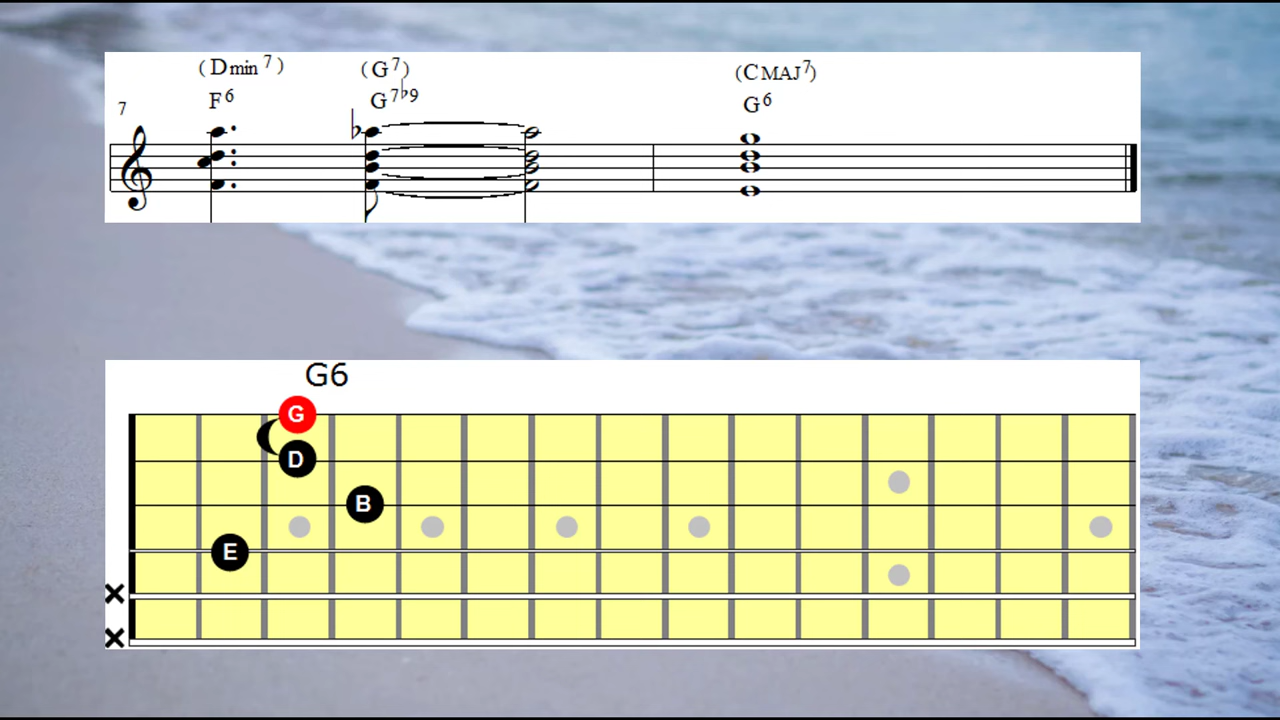 (Dmin7) (G7) (CMAJ7)
F6 G7♭9 G6
7
G6
G
D
B
E
×
×